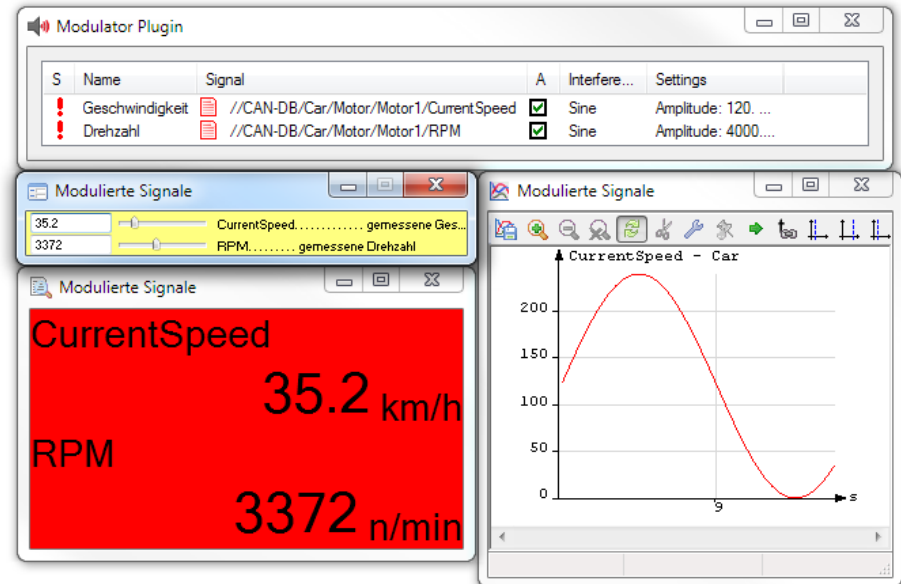 Modulator Plugin
S Name Signal A Interfere... Settings
Geschwindigkeit //CAN-DB/Car/Motor/Motor1/CurrentSpeed Sine Amplitude: 120. ...
Drehzahl //CAN-DB/Car/Motor/Motor1/RPM Sine Amplitude: 4000....
Modulierte Signale
35.2 CurrentSpeed............. gemessene Ges...
3372 RPM........ gemessene Drehzahl
Modulierte Signale
CurrentSpeed
35.2 km/h
RPM
3372 n/min
Modulierte Signale
CurrentSpeed - Car
200
150
100
50
0
9
s